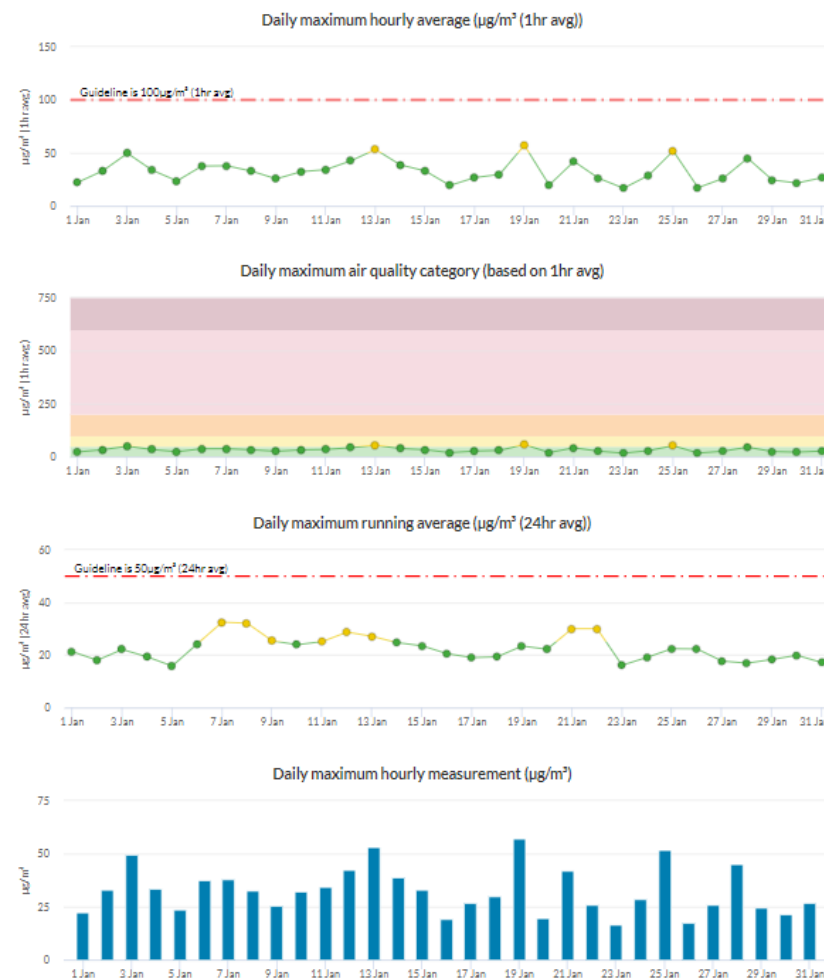 Daily maximum hourly average (µg/m³ (1hr avg))
150
100
50
0
µg/m³ (1hr avg)
Guideline is 100µg/m³ (1hr avg)
1 Jan 3 Jan 5 Jan 7 Jan 9 Jan 11 Jan 13 Jan 15 Jan 17 Jan 19 Jan 21 Jan 23 Jan 25 Jan 27 Jan 29 Jan 31 Jan
Daily maximum air quality category (based on 1hr avg)
750
500
250
0
µg/m³ (1hr avg)
1 Jan 3 Jan 5 Jan 7 Jan 9 Jan 11 Jan 13 Jan 15 Jan 17 Jan 19 Jan 21 Jan 23 Jan 25 Jan 27 Jan 29 Jan 31 Jan
Daily maximum running average (µg/m³ (24hr avg))
60
40
20
0
µg/m³ (24hr avg)
Guideline is 50µg/m³ (24hr avg)
1 Jan 3 Jan 5 Jan 7 Jan 9 Jan 11 Jan 13 Jan 15 Jan 17 Jan 19 Jan 21 Jan 23 Jan 25 Jan 27 Jan 29 Jan 31 Jan
Daily maximum hourly measurement (µg/m³)
75
50
25
0
µg/m³
1 Jan 3 Jan 5 Jan 7 Jan 9 Jan 11 Jan 13 Jan 15 Jan 17 Jan 19 Jan 21 Jan 23 Jan 25 Jan 27 Jan 29 Jan 31 Jan